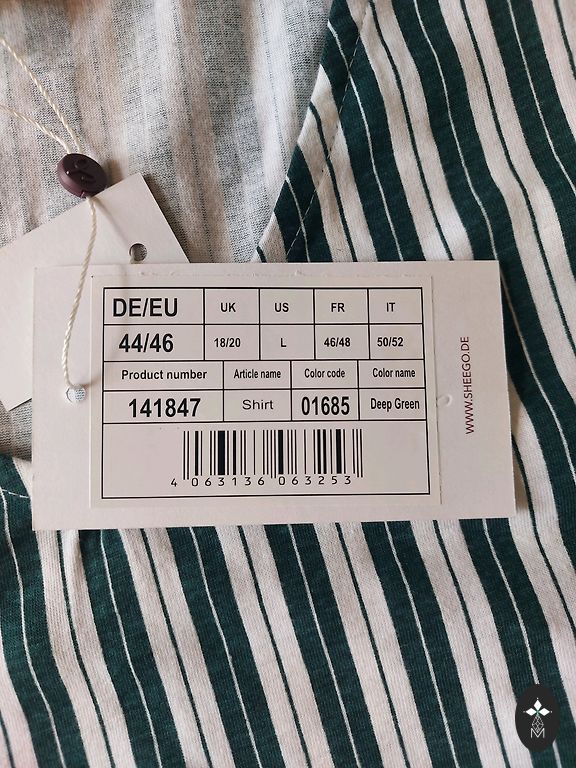 DE/EU UK US FR IT
44/46 18/20 L 46/48 50/52
Product number Article name Color code Color name
141847 Shirt 01685 Deep Green
4 063136 063253
WWW.SHEEGO.DE